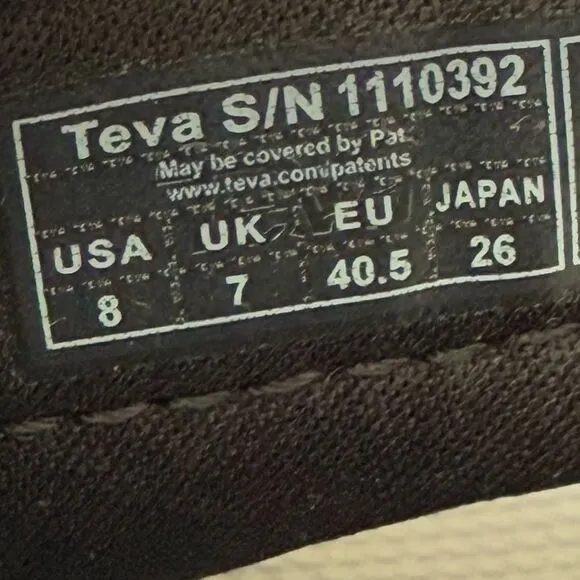 Teva S/N 1110392
May be covered by Pat.
www.teva.com/patents
USA UK EU JAPAN
8 7 40.5 26